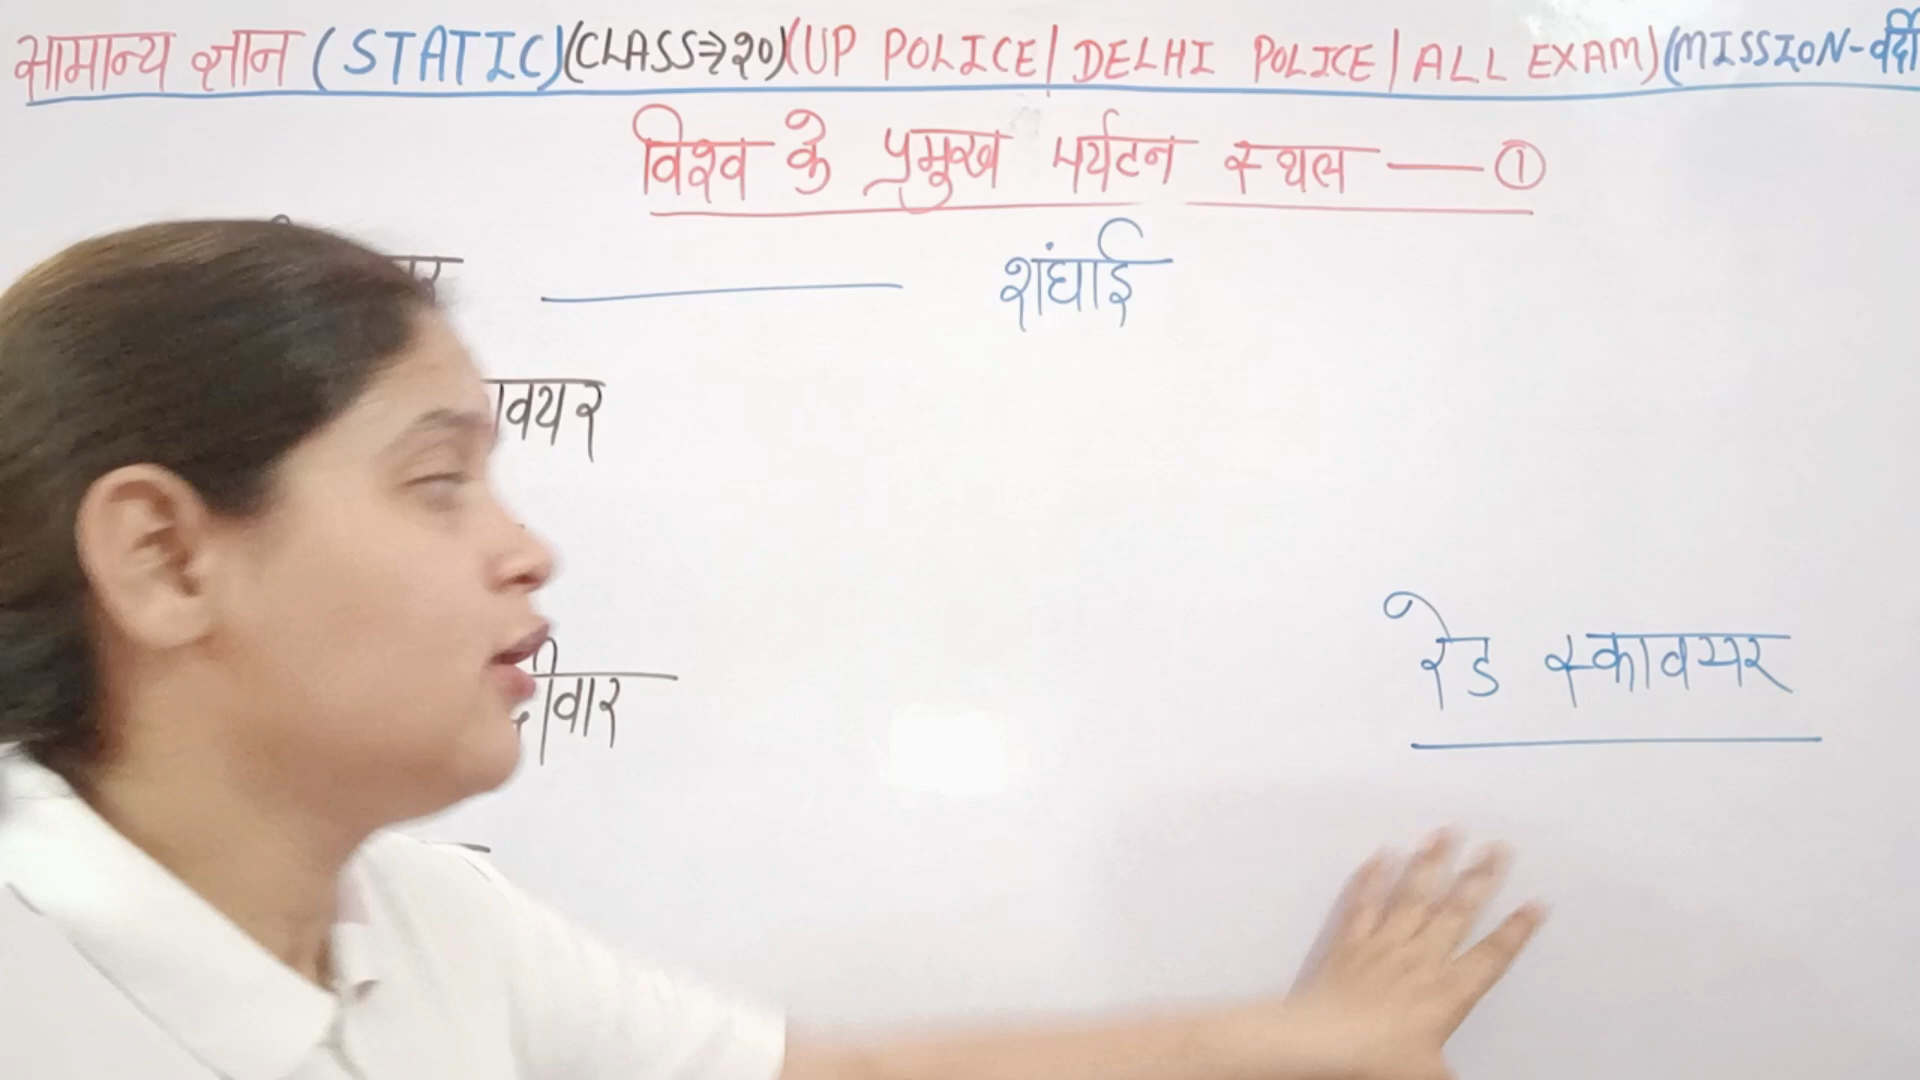 सामान्य ज्ञान (STATIC)(CLASS⇒20)(UP POLICE/DELHI POLICE/ALL EXAM)(MISSION-वर्दी
विश्व के प्रमुख पर्यटन स्थल — ①
शंघाई
रेड स्कावयर